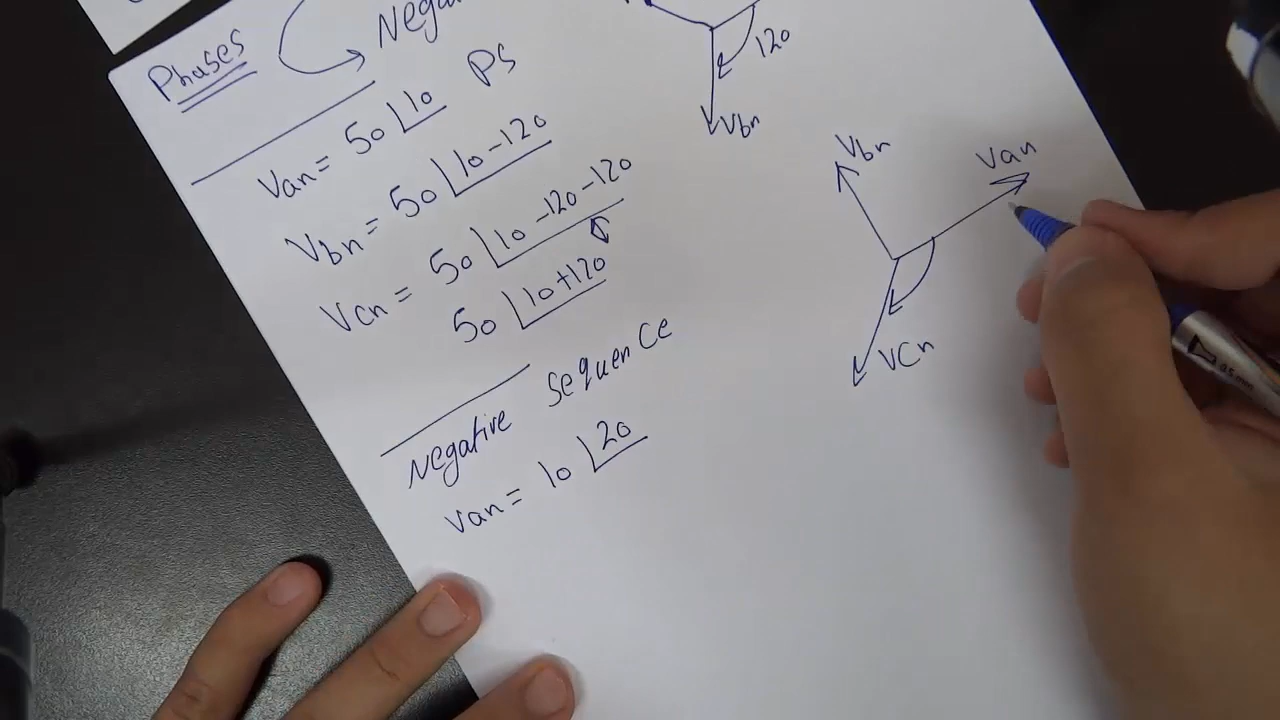 Phases
Nega
Van = 50 ∠10 PS
Vbn = 50 ∠10 -120
Vcn = 50 ∠10 -120 -120
50 ∠10 +120
Negative Sequence
Van = 10 ∠20
120
Vbn
Vbn
Van
VCn